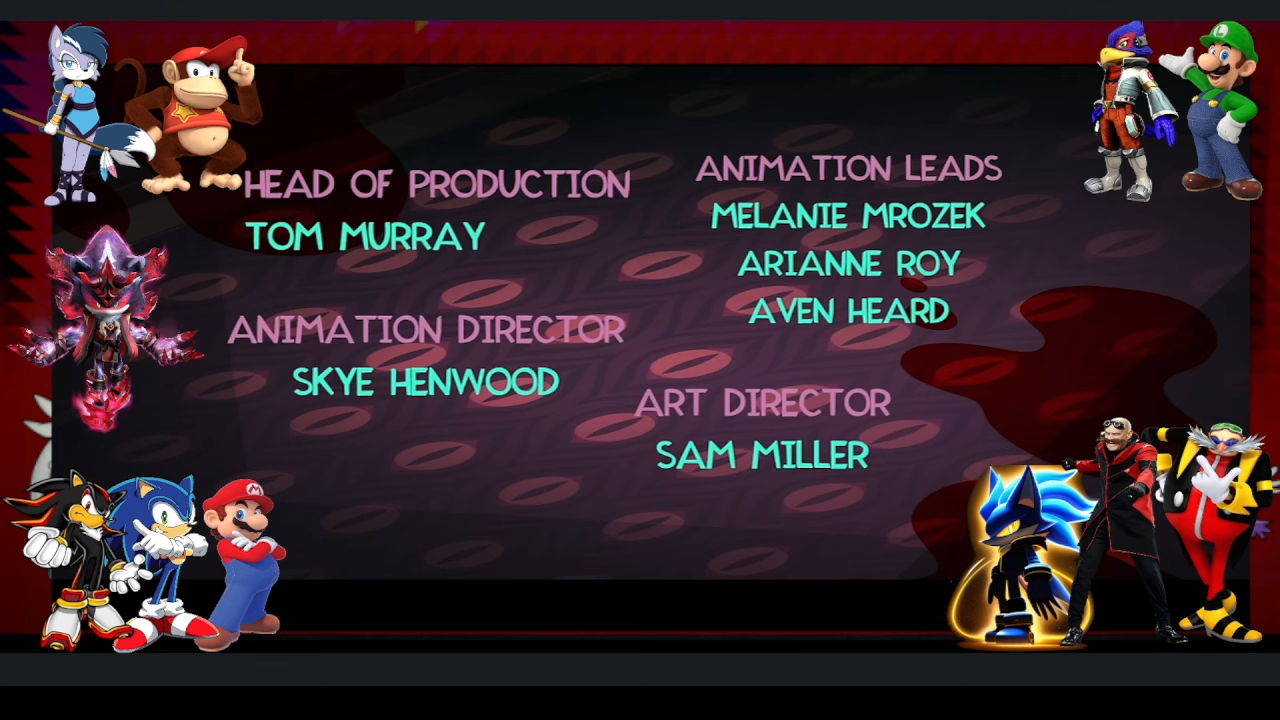 HEAD OF PRODUCTION
TOM MURRAY
ANIMATION DIRECTOR
SKYE HENWOOD
ANIMATION LEADS
MELANIE MROZEK
ARIANNE ROY
AVEN HEARD
ART DIRECTOR
SAM MILLER